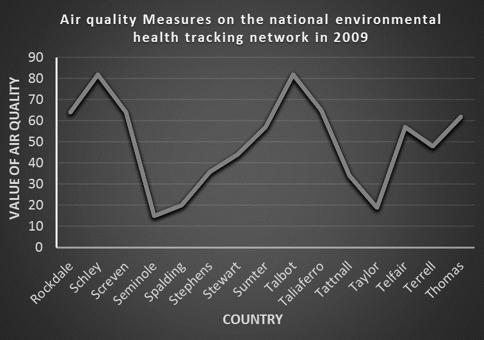 Air quality Measures on the national environmental
health tracking network in 2009
VALUE OF AIR QUALITY
90
80
70
60
50
40
30
20
10
0
Rockdale
Schley
Screven
Seminole
Spalding
Stephens
Stewart
Sumter
Talbot
Taliaferro
Tattnall
Taylor
Telfair
Terrell
Thomas
COUNTRY